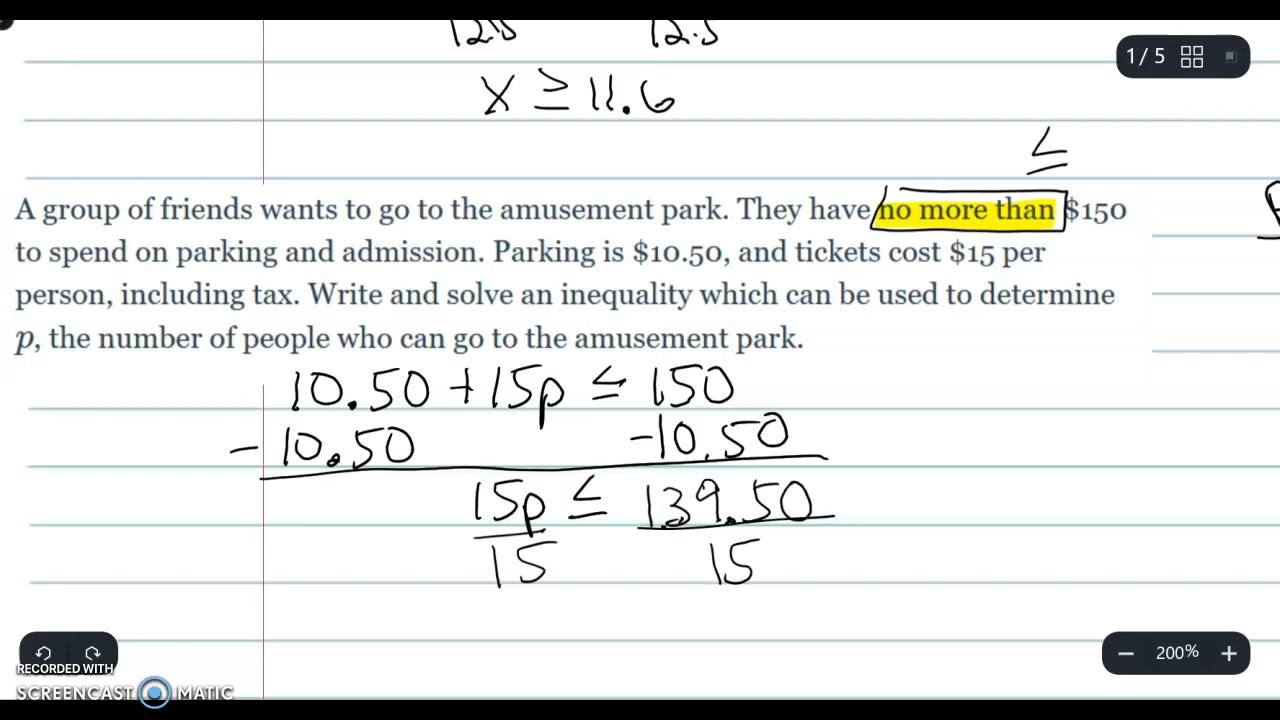 12.5 12.5
1/5
x ≥ 11.6
≤
A group of friends wants to go to the amusement park. They have no more than $150
to spend on parking and admission. Parking is $10.50, and tickets cost $15 per
person, including tax. Write and solve an inequality which can be used to determine
p, the number of people who can go to the amusement park.
10.50 + 15p ≤ 150
- 10.50 -10.50
15p ≤ 139.50
15 15
RECORDED WITH
SCREENCAST MATIC
200%